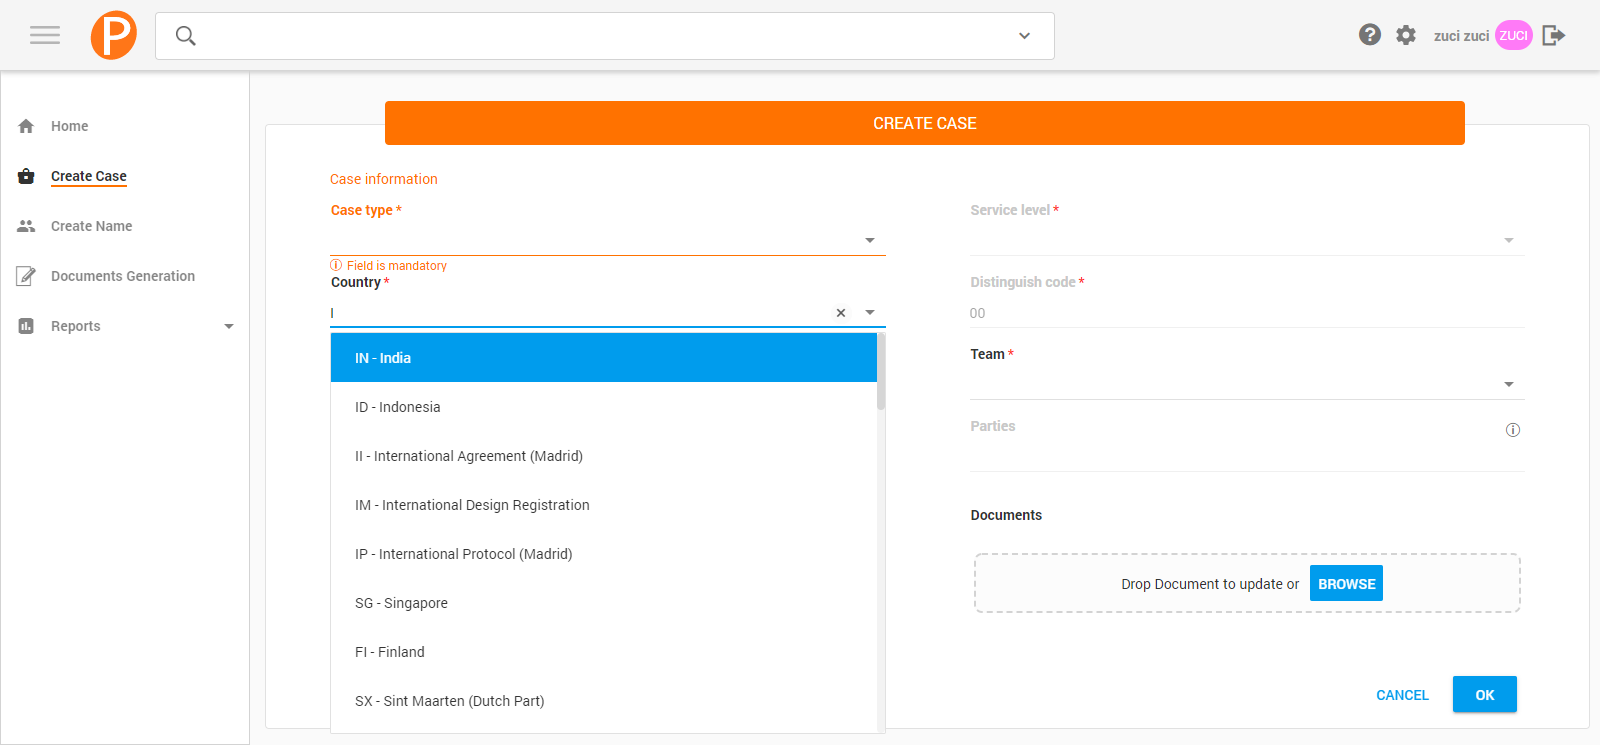 P
zuci zuci
ZUCI
Home
Create Case
Create Name
Documents Generation
Reports
CREATE CASE
Case information
Case type *
Field is mandatory
Country *
I
IN - India
ID - Indonesia
II - International Agreement (Madrid)
IM - International Design Registration
IP - International Protocol (Madrid)
SG - Singapore
FI - Finland
SX - Sint Maarten (Dutch Part)
Service level *
Distinguish code *
00
Team *
Parties
Documents
Drop Document to update or BROWSE
CANCEL OK